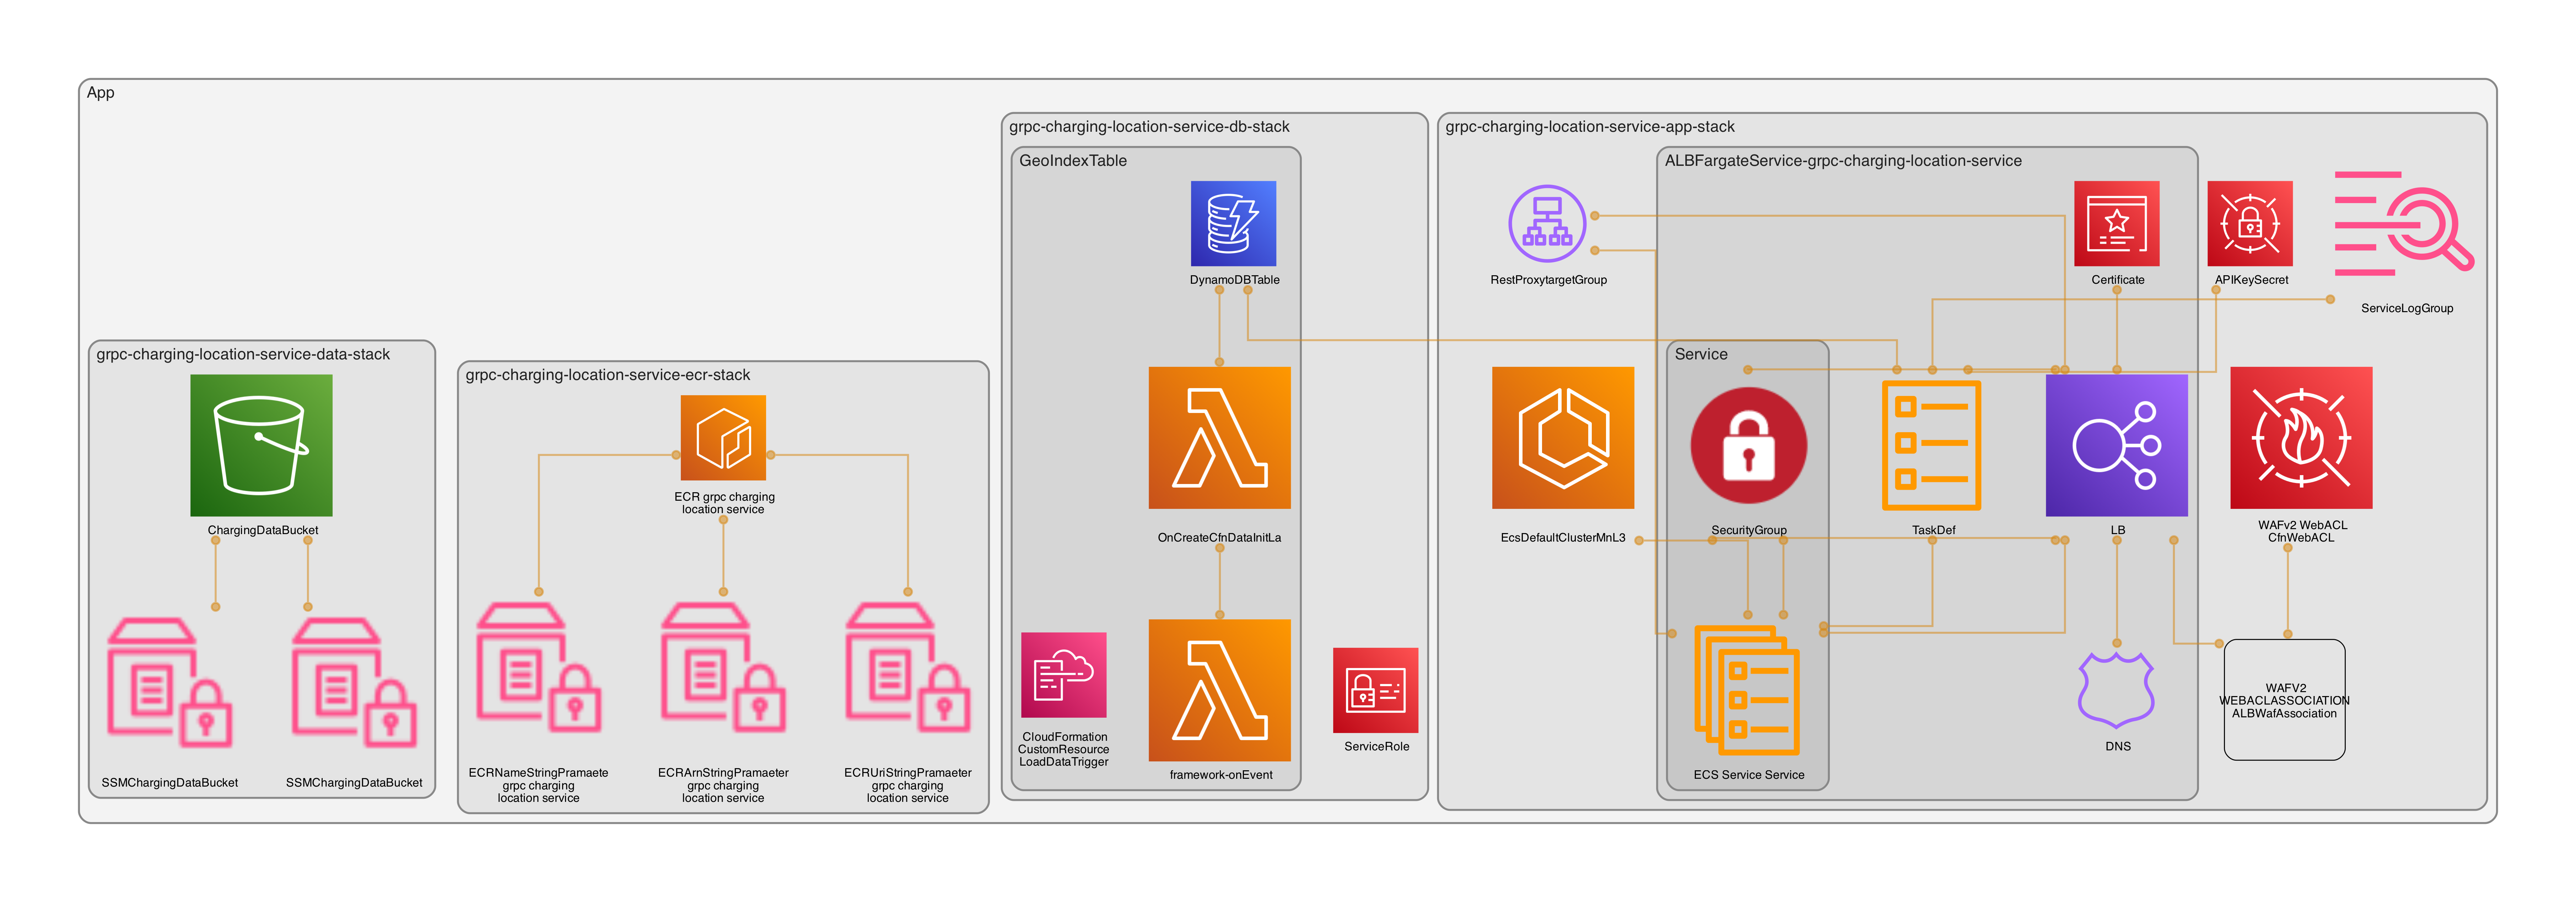 App
grpc-charging-location-service-data-stack
ChargingDataBucket
SSMChargingDataBucket
SSMChargingDataBucket
grpc-charging-location-service-ecr-stack
ECR grpc charging
location service
ECRNameStringPramaete
grpc charging
location service
ECRArnStringPramaeter
grpc charging
location service
ECRUriStringPramaeter
grpc charging
location service
grpc-charging-location-service-db-stack
GeoIndexTable
DynamoDBTable
OnCreateCfnDataInitLa
CloudFormation
CustomResource
LoadDataTrigger
framework-onEvent
ServiceRole
grpc-charging-location-service-app-stack
RestProxytargetGroup
EcsDefaultClusterMnL3
ALBFargateService-grpc-charging-location-service
Certificate
Service
SecurityGroup
ECS Service Service
TaskDef
LB
DNS
APIKeySecret
ServiceLogGroup
WAFv2 WebACL
CfnWebACL
WAFV2
WEBACLASSOCIATION
ALBWafAssociation